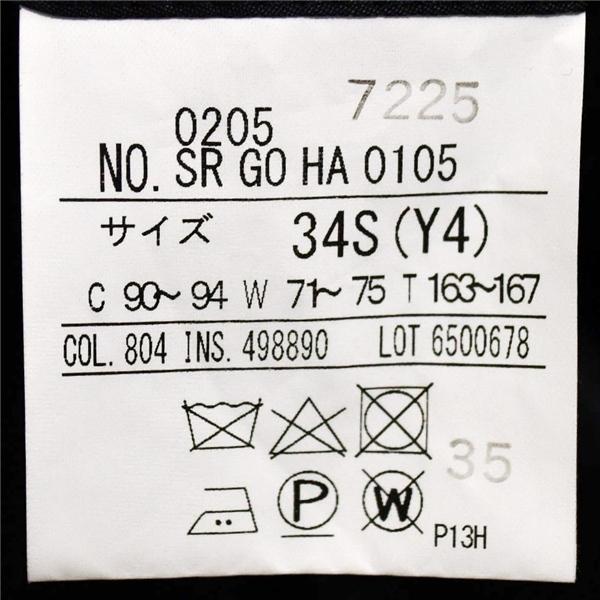 7225
0205
NO. SR GO HA 0105
サイズ 34S(Y4)
C 90~94 W 71~75 T 163~167
COL. 804 INS. 498890 LOT 6500678
35
P W P13H